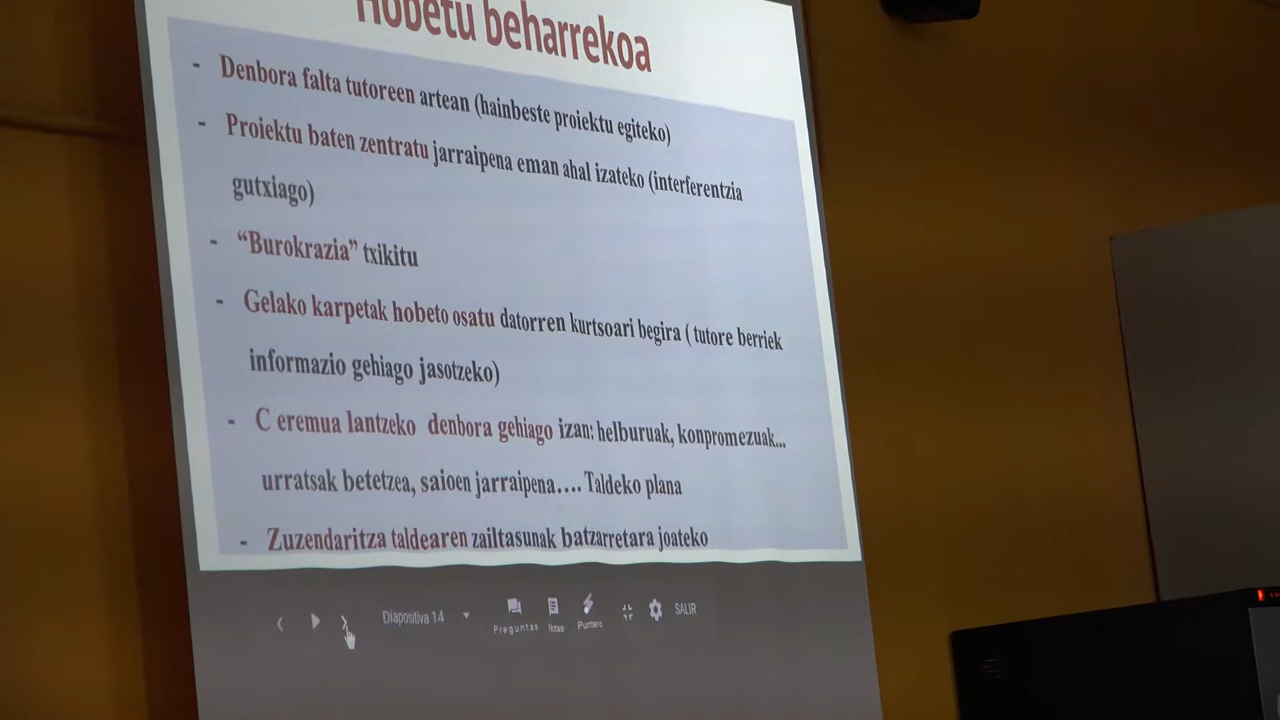 Hobetu beharrekoa
- Denbora falta tutoreen artean (hainbeste proiektu egiteko)
- Proiektu baten zentratu jarraipena eman ahal izateko (interferentzia
gutxiago)
- “Burokrazia” txikitu
- Gelako karpetak hobeto osatu datorren kurtsoari begira ( tutore berriek
informazio gehiago jasotzeko)
- C eremua lantzeko denbora gehiago izan: helburuak, konpromezuak...
urratsak betetzea, saioen jarraipena…. Taldeko plana
- Zuzendaritza taldearen zailtasunak batzarretara joateko
Diapositiva 14
Preguntas
Notas
Puntero
SALIR